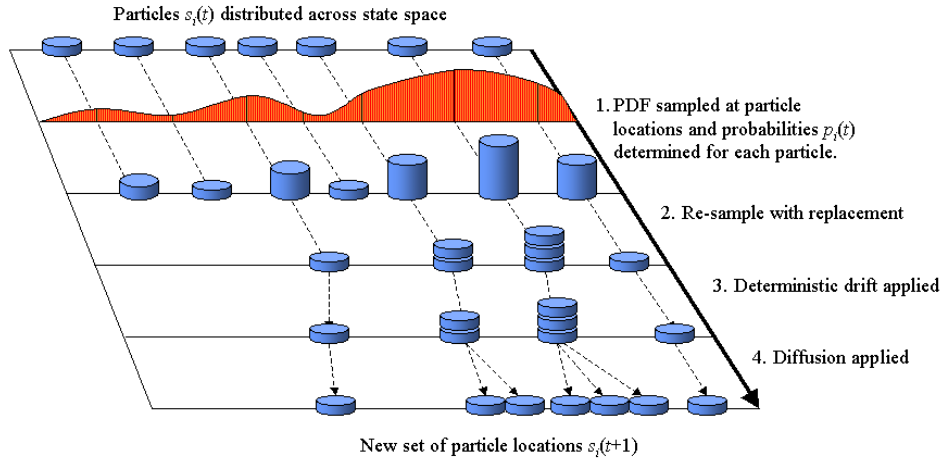 Particles s_i(t) distributed across state space
1. PDF sampled at particle
locations and probabilities p_i(t)
determined for each particle.
2. Re-sample with replacement
3. Deterministic drift applied
4. Diffusion applied
New set of particle locations s_i(t+1)